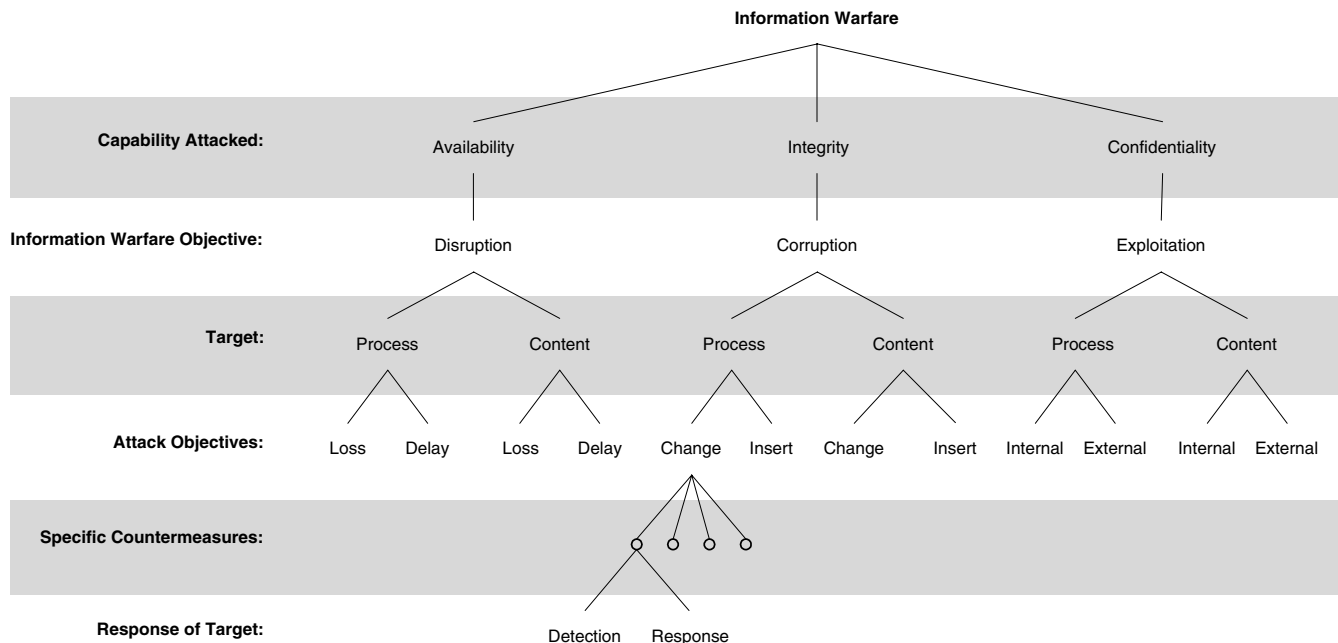 Information Warfare
Capability Attacked: Availability Integrity Confidentiality
Information Warfare Objective: Disruption Corruption Exploitation
Target: Process Content Process Content Process Content
Attack Objectives: Loss Delay Loss Delay Change Insert Change Insert Internal External Internal External
Specific Countermeasures:
Response of Target: Detection Response